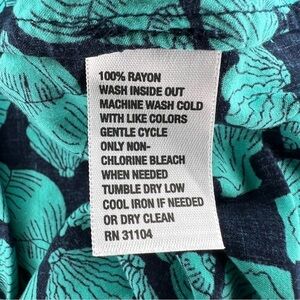 100% RAYON
WASH INSIDE OUT
MACHINE WASH COLD
WITH LIKE COLORS
GENTLE CYCLE
ONLY NON-
CHLORINE BLEACH
WHEN NEEDED
TUMBLE DRY LOW
COOL IRON IF NEEDED
OR DRY CLEAN
RN 31104